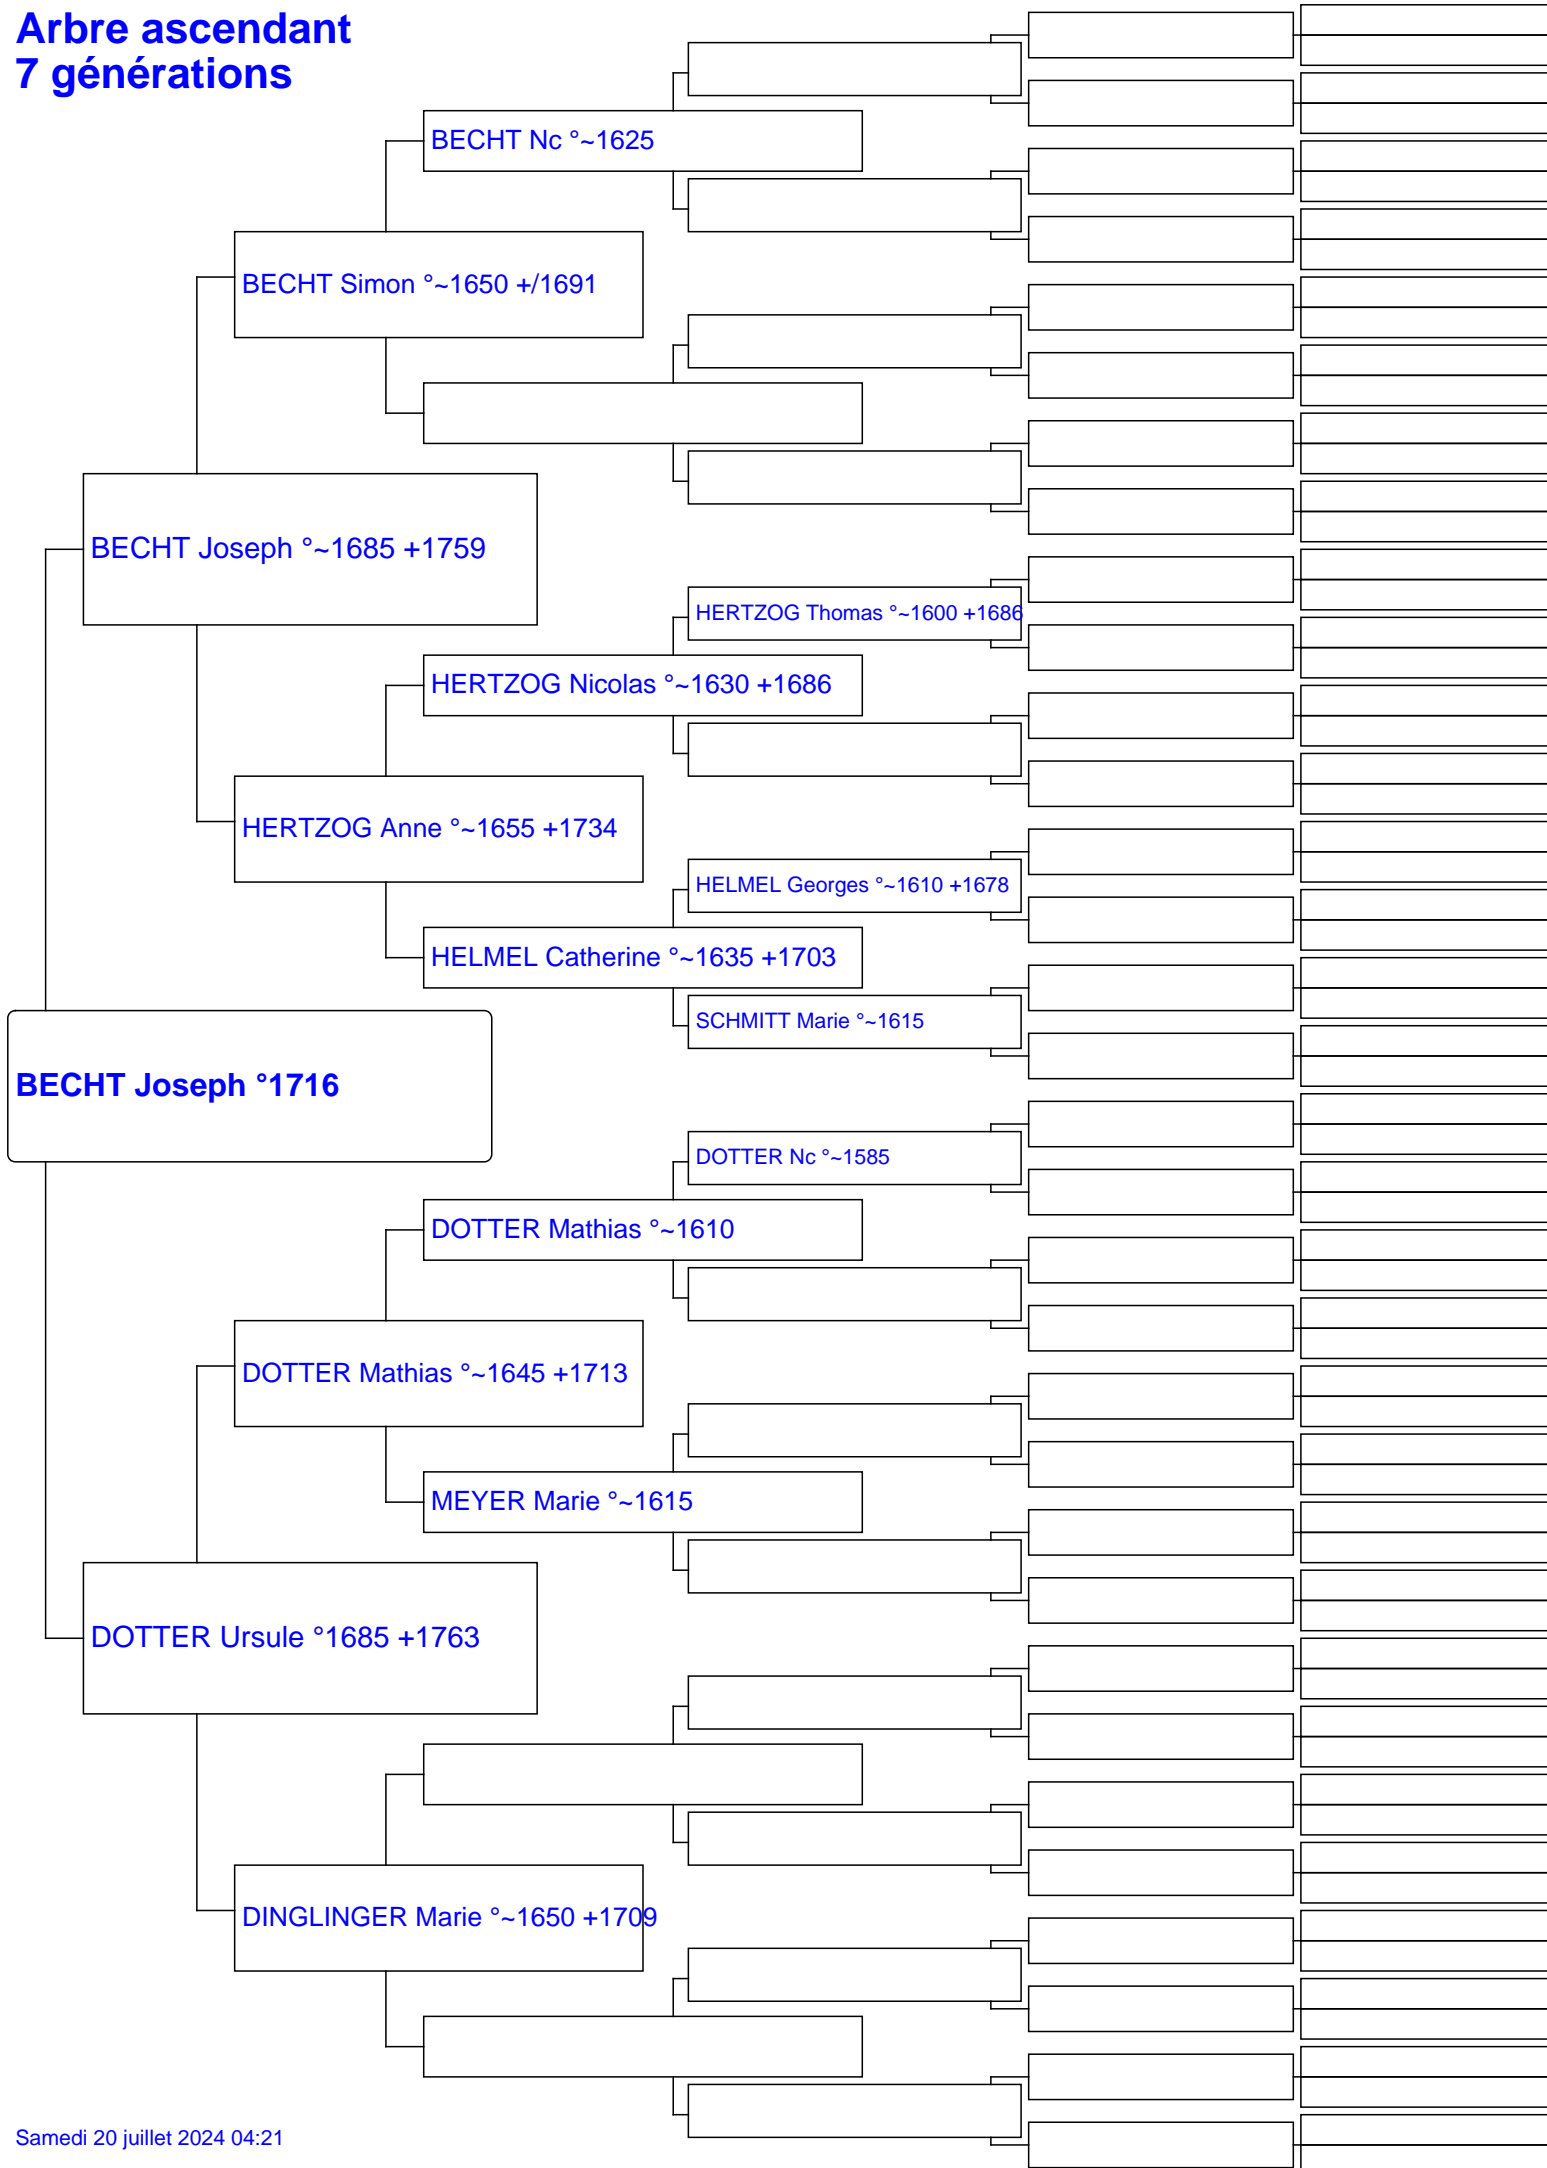 Arbre ascendant
7 générations
BECHT Nc °~1625
BECHT Simon °~1650 +/1691
BECHT Joseph °~1685 +1759
HERTZOG Thomas °~1600 +1686
HERTZOG Nicolas °~1630 +1686
HERTZOG Anne °~1655 +1734
HELMEL Georges °~1610 +1678
HELMEL Catherine °~1635 +1703
SCHMITT Marie °~1615
BECHT Joseph °1716
DOTTER Nc °~1585
DOTTER Mathias °~1610
DOTTER Mathias °~1645 +1713
MEYER Marie °~1615
DOTTER Ursule °1685 +1763
DINGLINGER Marie °~1650 +1709
Samedi 20 juillet 2024 04:21